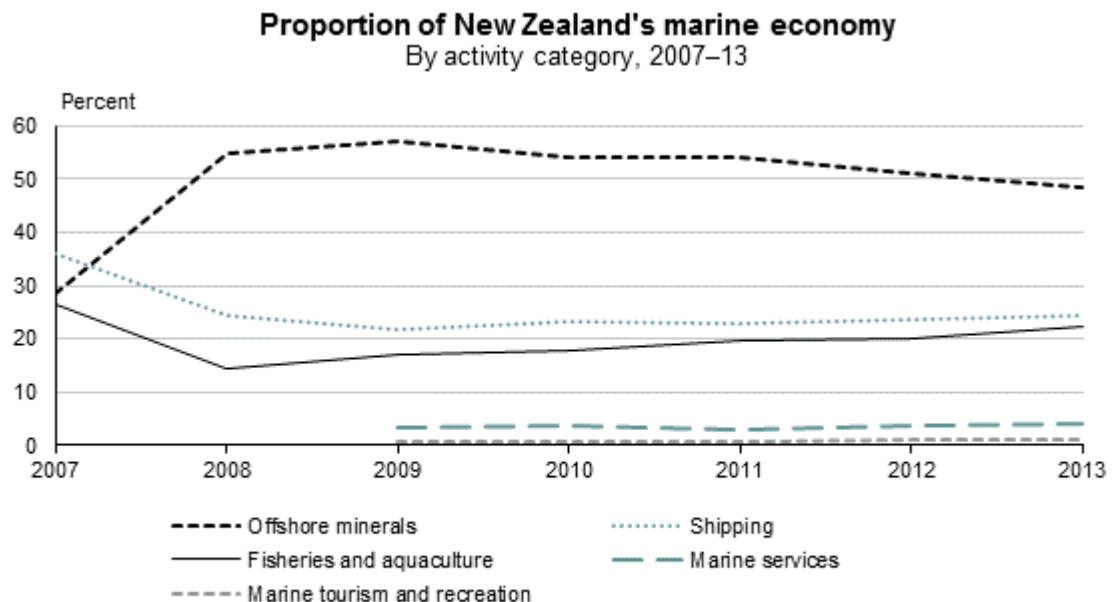 Proportion of New Zealand's marine economy
By activity category, 2007–13
Percent
60
50
40
30
20
10
0
2007 2008 2009 2010 2011 2012 2013
Offshore minerals Shipping
Fisheries and aquaculture Marine services
Marine tourism and recreation